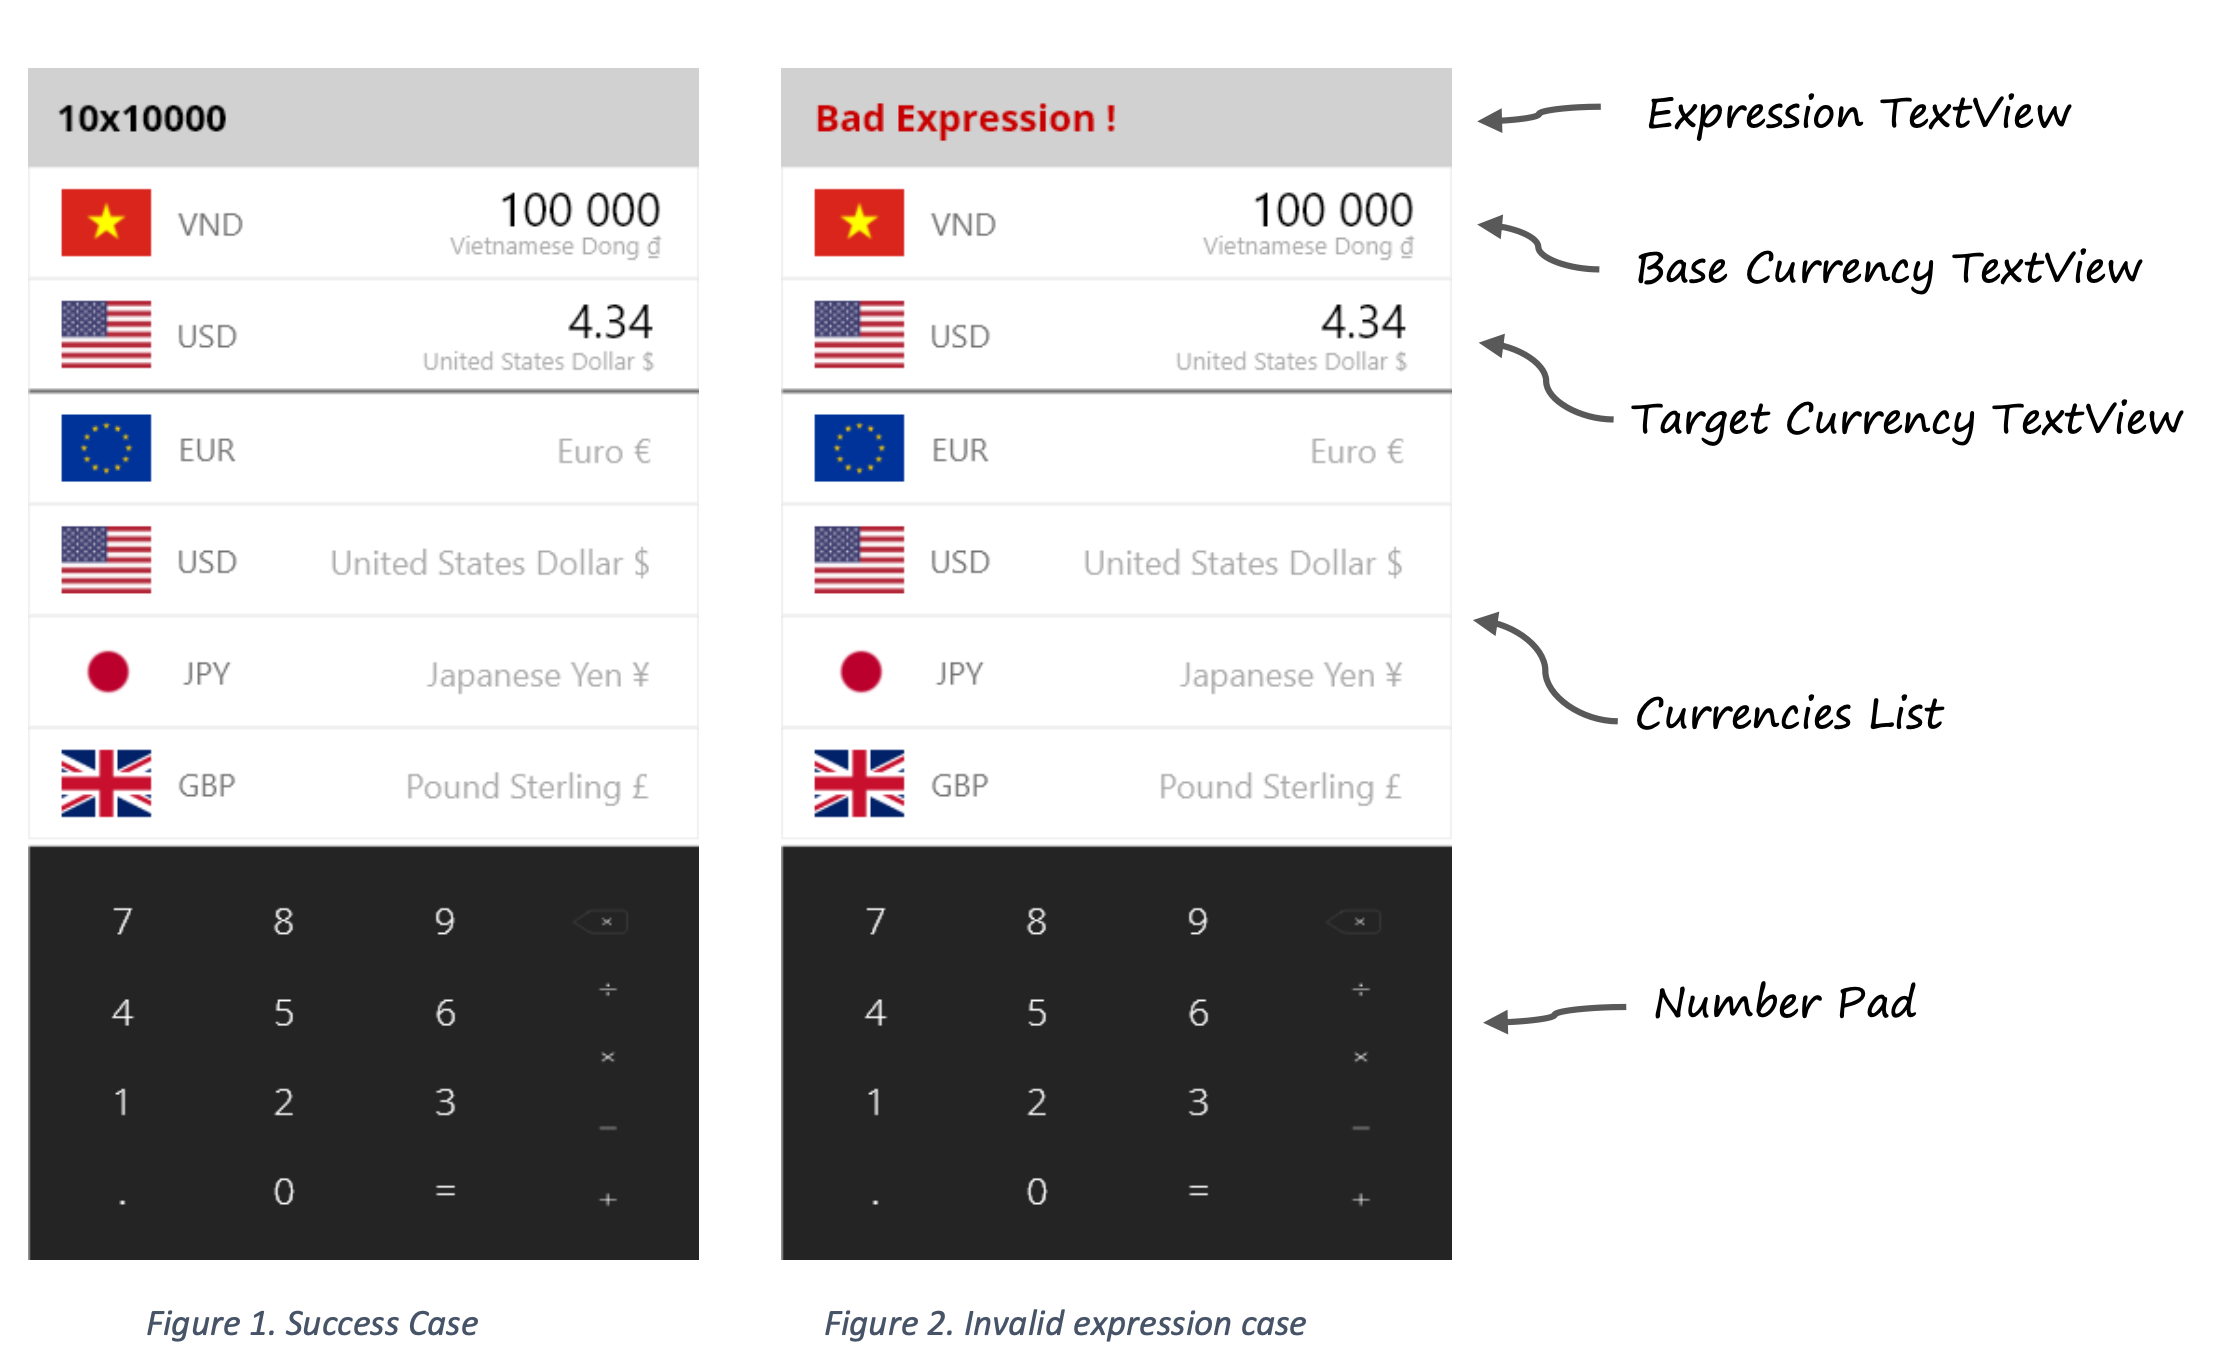 10x10000
VND
100 000
Vietnamese Dong ₫
USD
4.34
United States Dollar $
EUR
Euro €
USD
United States Dollar $
JPY
Japanese Yen ¥
GBP
Pound Sterling £
7 8 9 ×
÷
4 5 6
×
1 2 3
−
. 0 =
+
Figure 1. Success Case
Bad Expression !
VND
100 000
Vietnamese Dong ₫
USD
4.34
United States Dollar $
EUR
Euro €
USD
United States Dollar $
JPY
Japanese Yen ¥
GBP
Pound Sterling £
7 8 9 ×
÷
4 5 6
×
1 2 3
−
. 0 =
+
Figure 2. Invalid expression case
Expression TextView
Base Currency TextView
Target Currency TextView
Currencies List
Number Pad